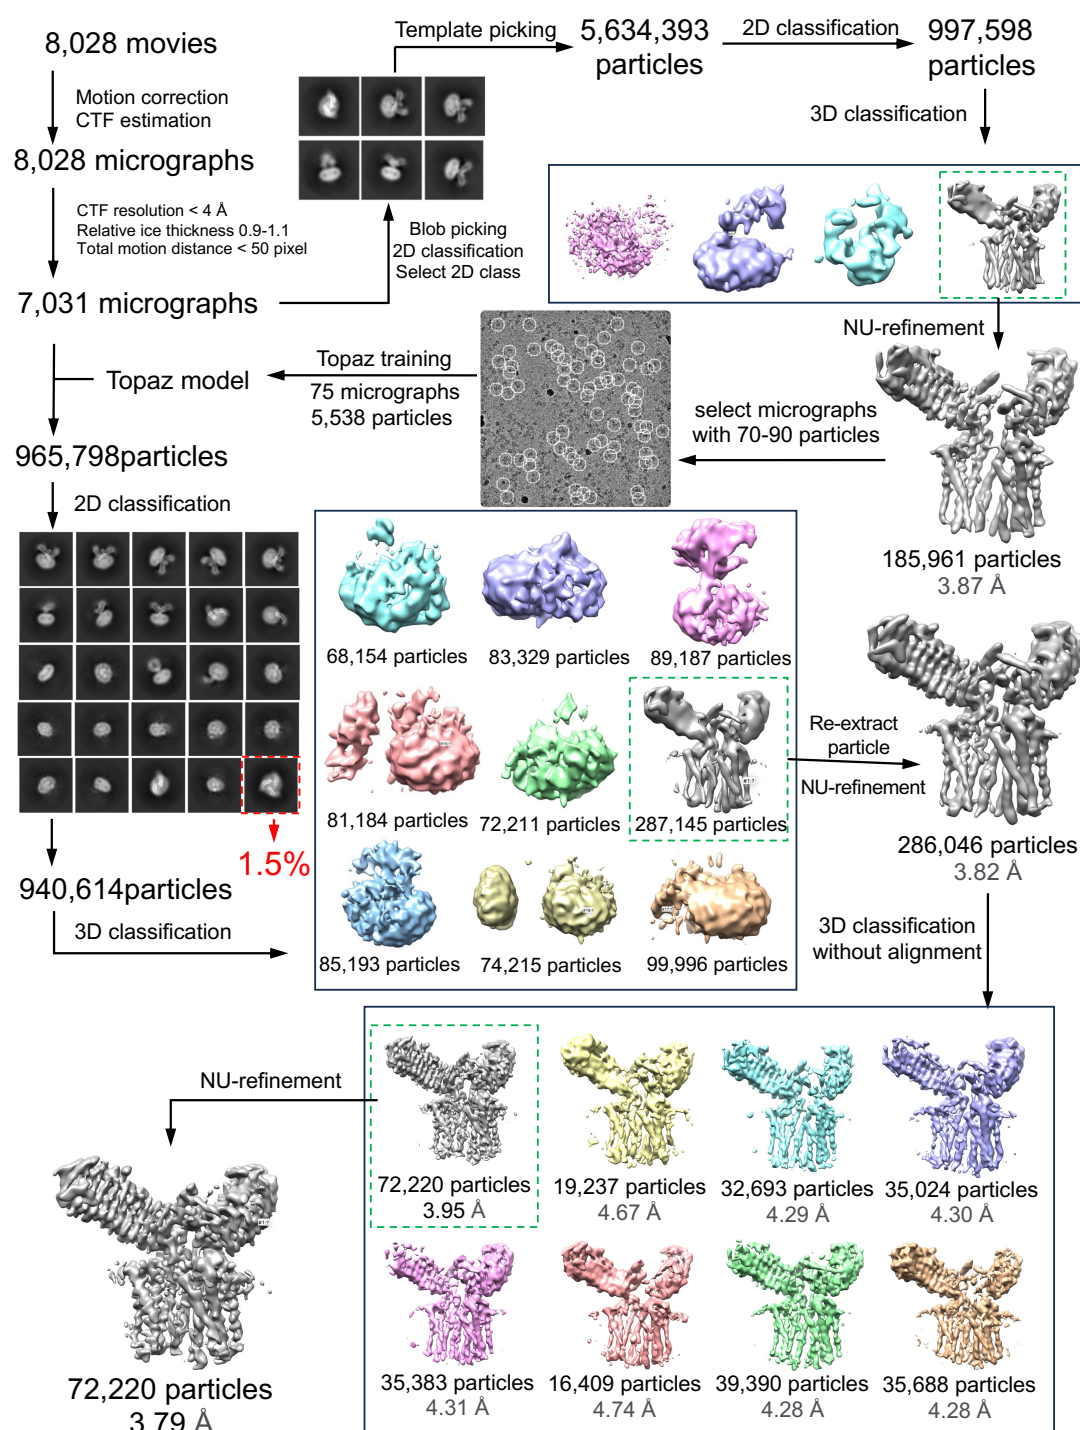 8,028 movies
Motion correction
CTF estimation
8,028 micrographs
CTF resolution < 4 Å
Relative ice thickness 0.9-1.1
Total motion distance < 50 pixel
7,031 micrographs
Blob picking
2D classification
Select 2D class
Template picking
5,634,393
particles
2D classification
997,598
particles
3D classification
NU-refinement
185,961 particles
3.87 Å
select micrographs
with 70-90 particles
Topaz training
75 micrographs
5,538 particles
Topaz model
965,798particles
2D classification
1.5%
940,614particles
3D classification
68,154 particles
83,329 particles
89,187 particles
81,184 particles
72,211 particles
#1:?
287,145 particles
85,193 particles
74,215 particles
99,996 particles
Re-extract
particle
NU-refinement
286,046 particles
3.82 Å
3D classification
without alignment
72,220 particles
3.95 Å
19,237 particles
4.67 Å
32,693 particles
4.29 Å
35,024 particles
4.30 Å
35,383 particles
4.31 Å
16,409 particles
4.74 Å
39,390 particles
4.28 Å
35,688 particles
4.28 Å
NU-refinement
72,220 particles
3.79 Å